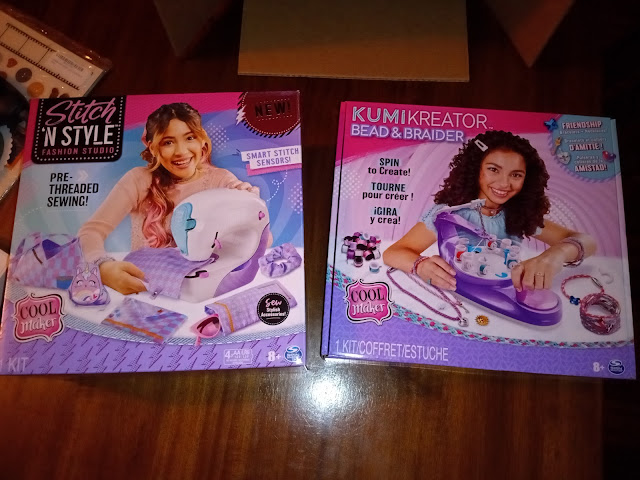 Stitch
'N STYLE
FASHION STUDIO
NEW!
SMART STITCH
SENSORS!
PRE-
THREADED
SEWING!
COOL
Maker
Sew
Stylish
Accessories!
1 KIT
8+
KUMIKREATOR
BEAD & BRAIDER
FRIENDSHIP
D'AMITIÉ
AMISTAD!
SPIN
to Create!
TOURNE
pour créer !
¡GIRA
y crea!
COOL
Maker
1 KIT/COFFRET/ESTUCHE
8+